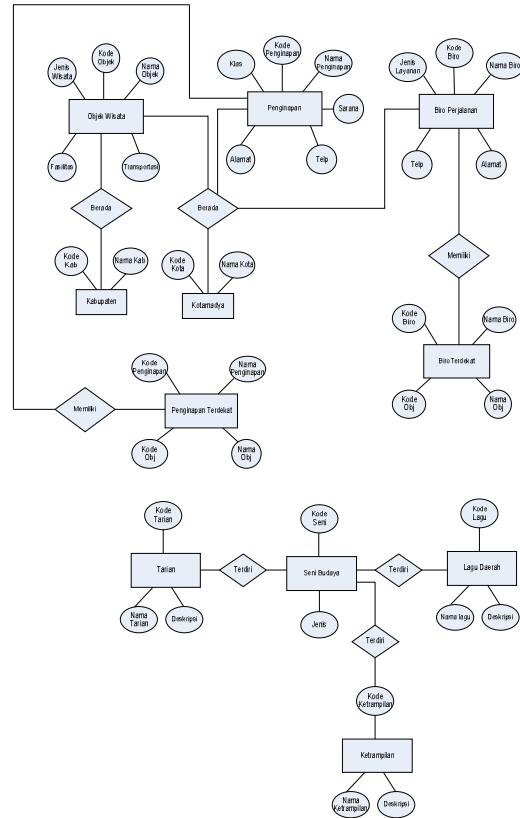 Kode
Objek
Jenis
Wisata
Nama
Objek
Objek Wisata
Fasilitas
Transportasi
Berada
Kode
Kab
Nama Kab
Kabupaten
Klas
Kode
Penginapan
Nama
Penginapan
Penginapan
Sarana
Alamat
Telp
Berada
Kode
Kota
Nama Kota
Kotamadya
Jenis
Layanan
Kode
Biro
Nama Biro
Biro Perjalanan
Telp
Alamat
Memiliki
Kode
Biro
Nama Biro
Biro Terdekat
Kode
Obj
Nama
Obj
Kode
Penginapan
Nama
Penginapan
Memiliki
Penginapan Terdekat
Kode
Obj
Nama
Obj
Kode
Tarian
Tarian
Nama
Tarian
Deskripsi
Terdiri
Kode
Seni
Seni Budaya
Jenis
Terdiri
Kode
Lagu
Lagu Daerah
Nama lagu
Deskripsi
Terdiri
Kode
Ketrampilan
Ketrampilan
Nama
Ketrampilan
Deskripsi